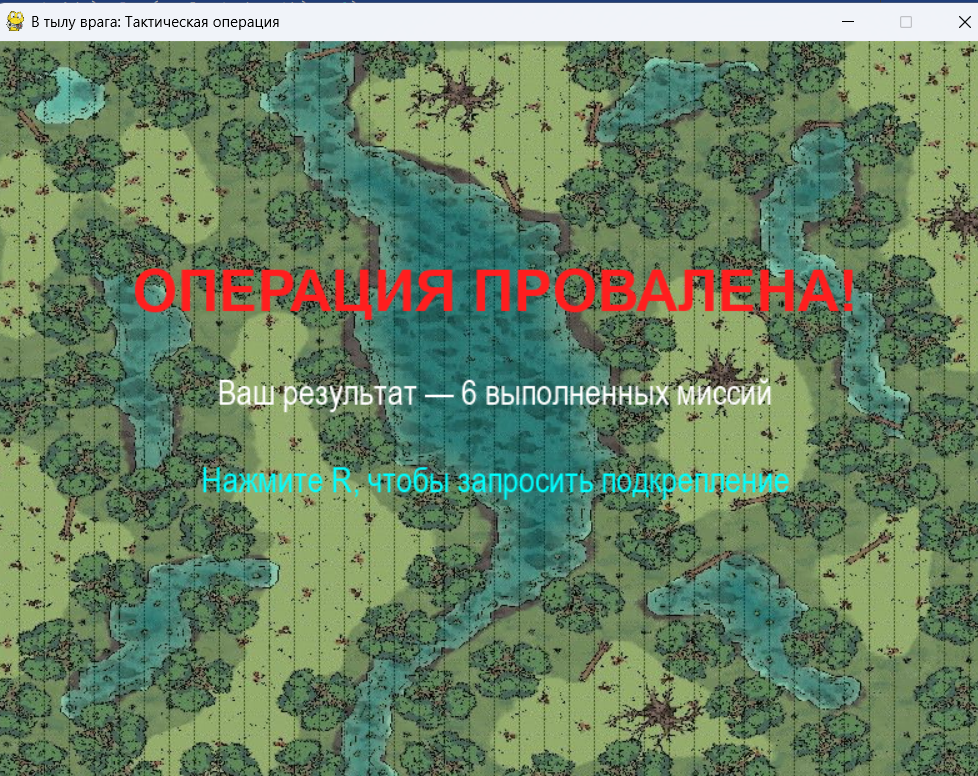 В тылу врага: Тактическая операция
ОПЕРАЦИЯ ПРОВАЛЕНА!
Ваш результат — 6 выполненных миссий
Нажмите R, чтобы запросить подкрепление